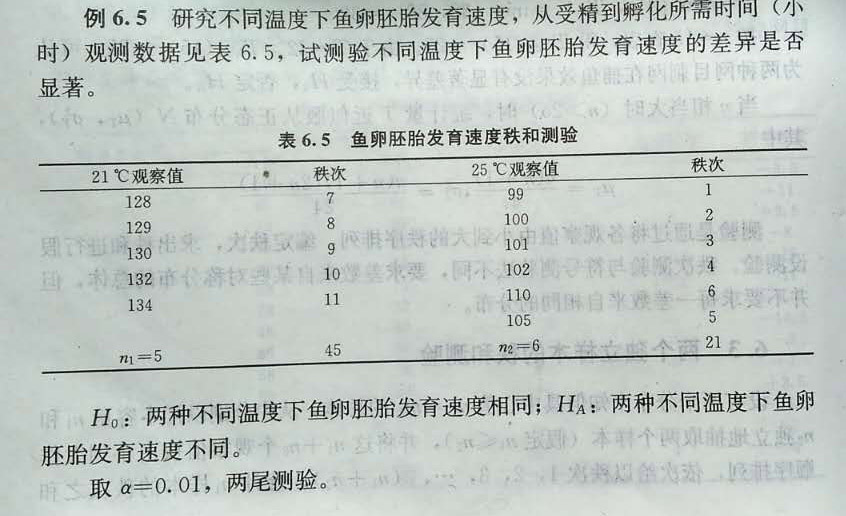 例6.5 研究不同温度下鱼卵胚胎发育速度，从受精到孵化所需时间（小
时）观测数据见表 6.5，试测验不同温度下鱼卵胚胎发育速度的差异是否
显著。
表 6.5 鱼卵胚胎发育速度秩和测验
21 ℃观察值 秩次 25 ℃观察值 秩次
128 7 99 1
129 8 100 2
130 9 101 3
132 10 102 4
134 11 110 6
105 5
n₁=5 45 n₂=6 21
H₀：两种不同温度下鱼卵胚胎发育速度相同；Hᴀ：两种不同温度下鱼卵
胚胎发育速度不同。
取 α=0.01，两尾测验。